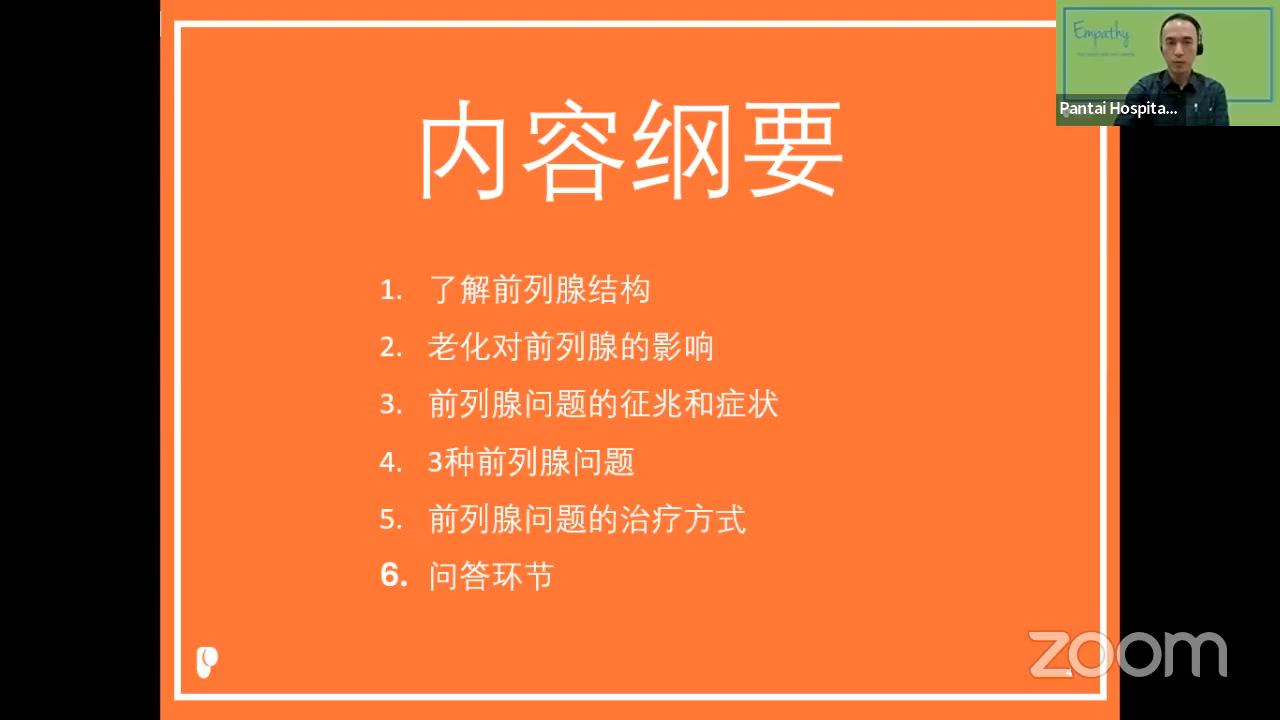 Empathy
Pantai Hospita...
内容纲要
1. 了解前列腺结构
2. 老化对前列腺的影响
3. 前列腺问题的征兆和症状
4. 3种前列腺问题
5. 前列腺问题的治疗方式
6. 问答环节
zoom